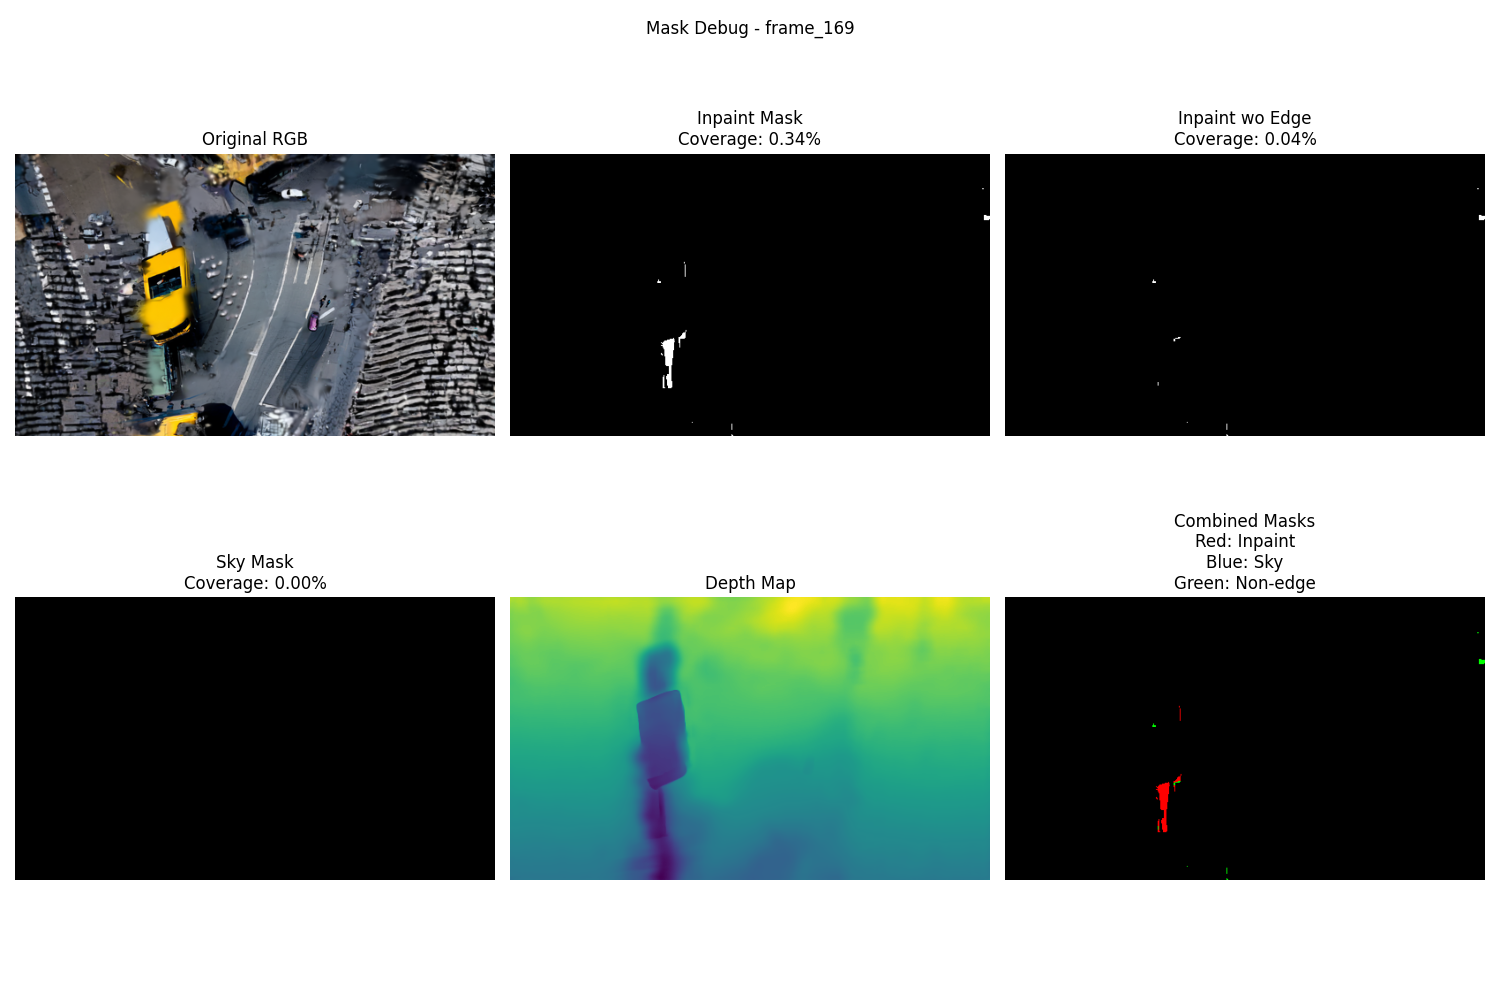 Mask Debug - frame_169
Original RGB
Inpaint Mask
Coverage: 0.34%
Inpaint wo Edge
Coverage: 0.04%
Sky Mask
Coverage: 0.00%
Depth Map
Combined Masks
Red: Inpaint
Blue: Sky
Green: Non-edge